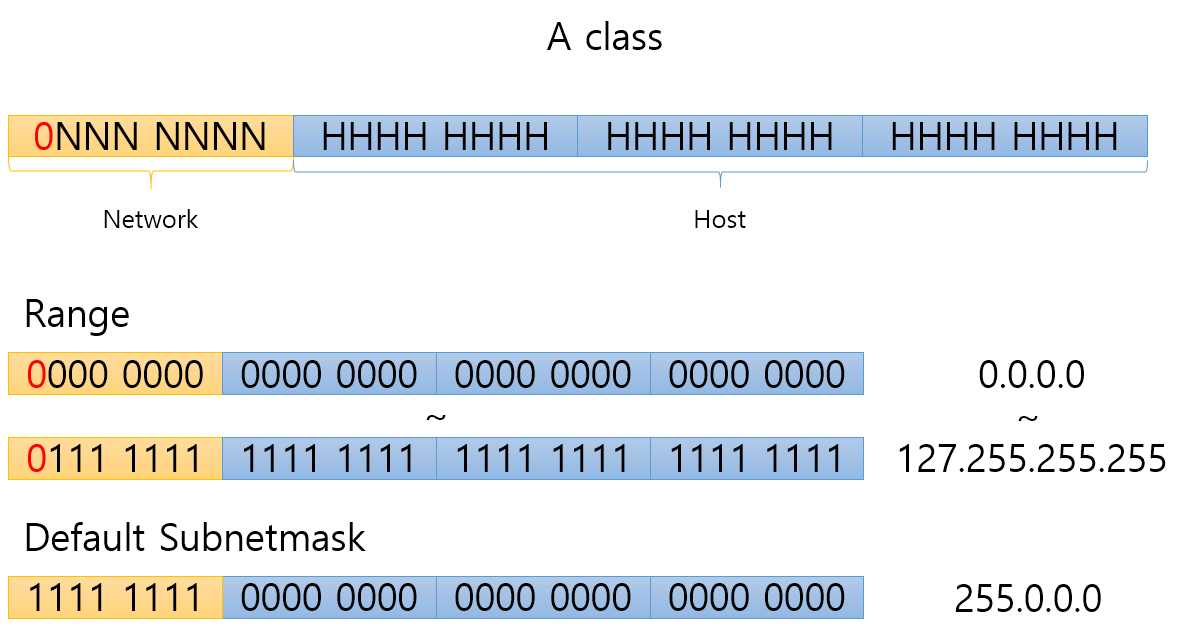 A class
0NNN NNNN HHHH HHHH HHHH HHHH HHHH HHHH
Network Host
Range
0000 0000 0000 0000 0000 0000 0000 0000 0.0.0.0
~ ~
0111 1111 1111 1111 1111 1111 1111 1111 127.255.255.255
Default Subnetmask
1111 1111 0000 0000 0000 0000 0000 0000 255.0.0.0